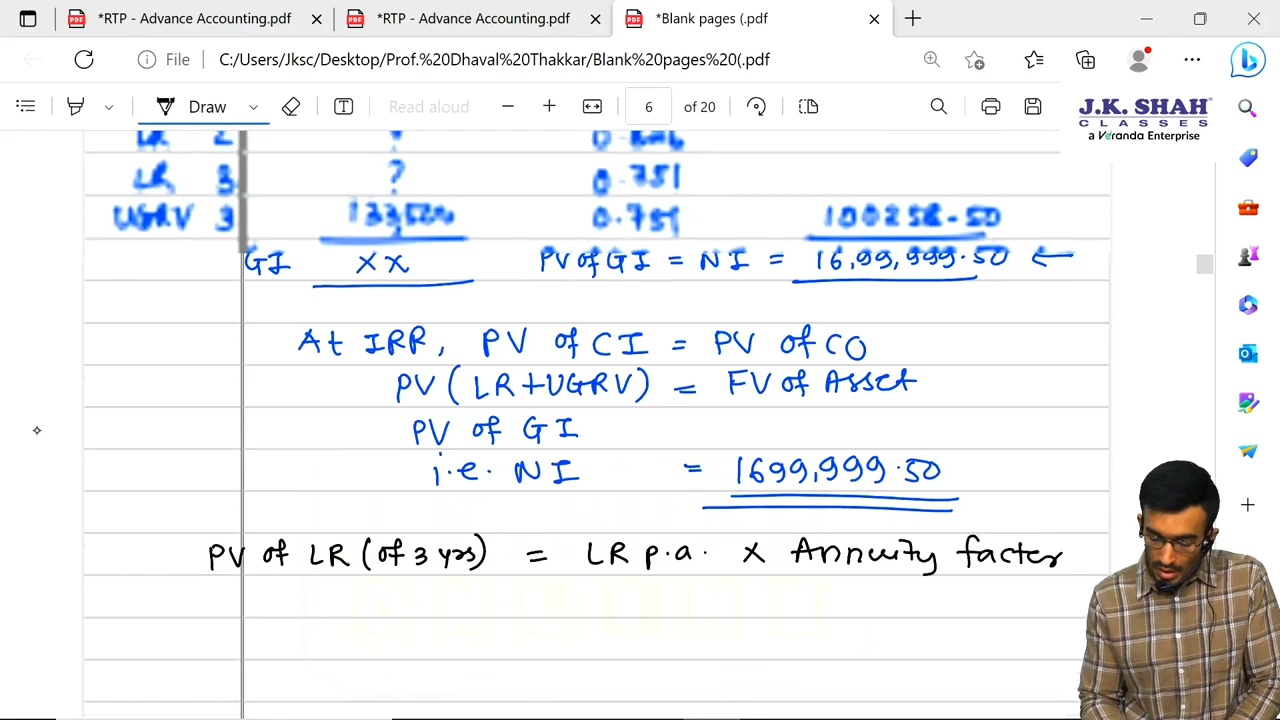 *RTP - Advance Accounting.pdf
*RTP - Advance Accounting.pdf
*Blank pages (.pdf
File
C:/Users/Jksc/Desktop/Prof.%20Dhaval%20Thakkar/Blank%20pages%20(.pdf
Draw
Read aloud
6 of 20
J.K. SHAH®
CLASSES
a Veranda Enterprise
LR 2 ?
LR 3 ? 0.751
UGRV 3 133,500 0.751 100258.50
GI XX PV of GI = NI = 16,99,999.50 ←
At IRR, PV of CI = PV of CO
PV (LR+UGRV) = FV of Asset
PV of GI
i.e. NI = 1699,999.50
PV of LR (of 3 yrs) = LR p.a. x Annuity factor